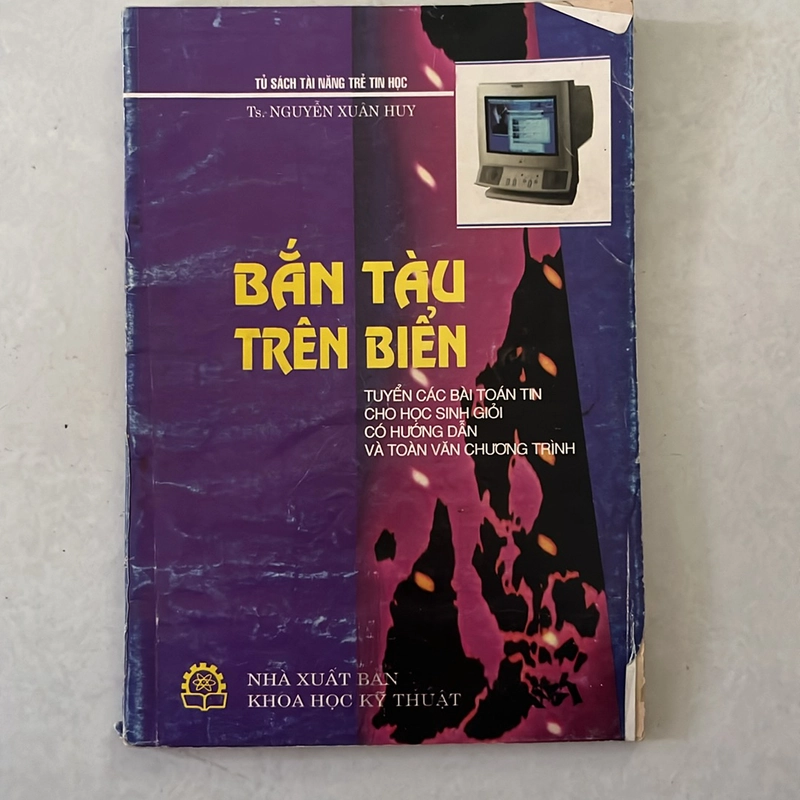 TỦ SÁCH TÀI NĂNG TRẺ TIN HỌC
Ts. NGUYỄN XUÂN HUY
BẮN TÀU
TRÊN BIỂN
TUYỂN CÁC BÀI TOÁN TIN
CHO HỌC SINH GIỎI
CÓ HƯỚNG DẪN
VÀ TOÀN VĂN CHƯƠNG TRÌNH
NHÀ XUẤT BẢN
KHOA HỌC KỸ THUẬT